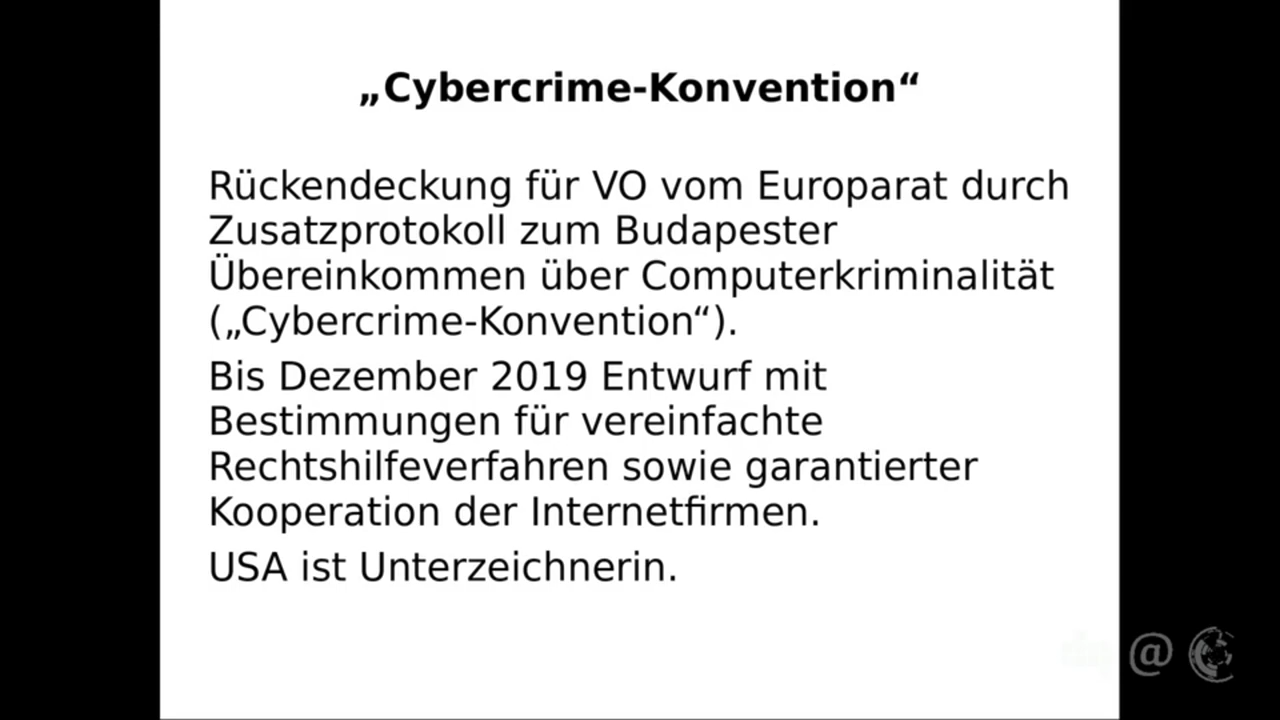 „Cybercrime-Konvention“
Rückendeckung für VO vom Europarat durch
Zusatzprotokoll zum Budapester
Übereinkommen über Computerkriminalität
(„Cybercrime-Konvention“).
Bis Dezember 2019 Entwurf mit
Bestimmungen für vereinfachte
Rechtshilfeverfahren sowie garantierter
Kooperation der Internetfirmen.
USA ist Unterzeichnerin.
@